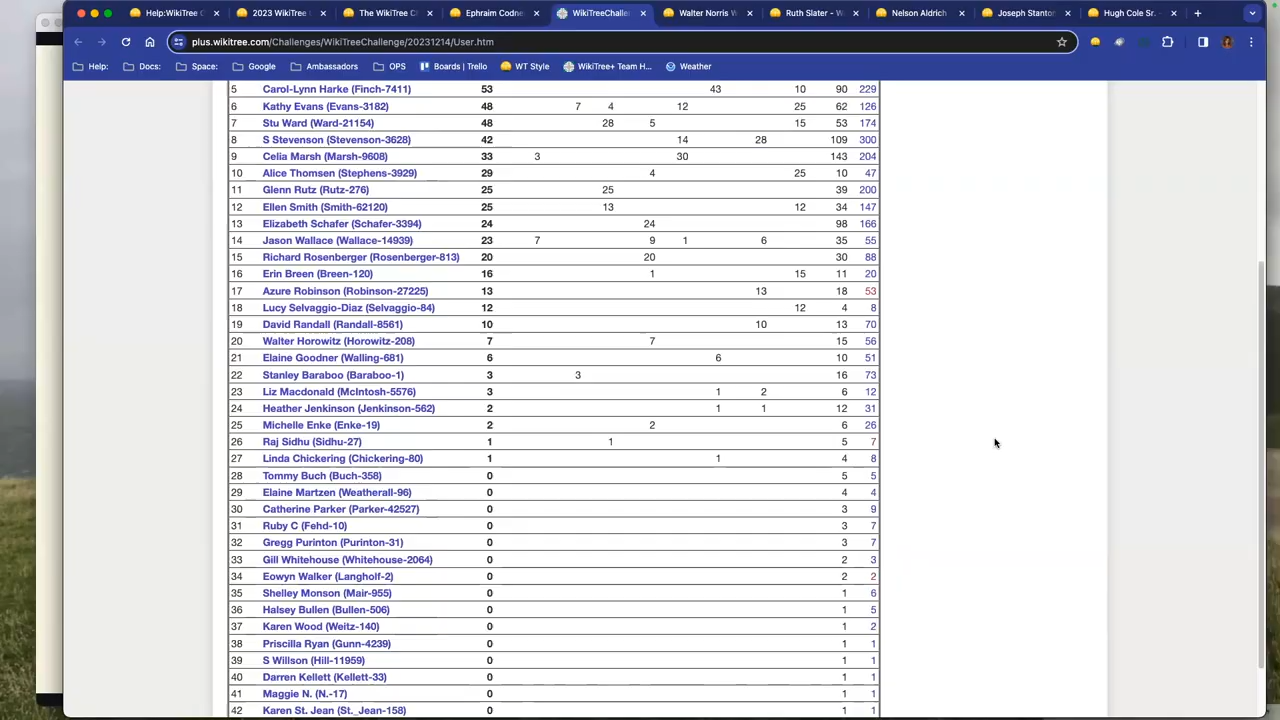 Help:WikiTree G
2023 WikiTree
The WikiTree C
Ephraim Codne
WikiTreeChalle
Walter Norris W
Ruth Slater - W
Nelson Aldrich
Joseph Stanton
Hugh Cole Sr. -
plus.wikitree.com/Challenges/WikiTreeChallenge/20231214/User.htm
Help: Docs: Space: Google Ambassadors OPS Boards | Trello WT Style WikiTree+ Team H... Weather
5 Carol-Lynn Harke (Finch-7411) 53 43 10 90 229
6 Kathy Evans (Evans-3182) 48 7 4 12 25 62 126
7 Stu Ward (Ward-21154) 48 28 5 15 53 174
8 S Stevenson (Stevenson-3628) 42 14 28 109 300
9 Celia Marsh (Marsh-9608) 33 3 30 143 204
10 Alice Thomsen (Stephens-3929) 29 4 25 10 47
11 Glenn Rutz (Rutz-276) 25 25 39 200
12 Ellen Smith (Smith-62120) 25 13 12 34 147
13 Elizabeth Schafer (Schafer-3394) 24 24 98 166
14 Jason Wallace (Wallace-14939) 23 7 9 1 6 35 55
15 Richard Rosenberger (Rosenberger-813) 20 20 30 88
16 Erin Breen (Breen-120) 16 1 15 11 20
17 Azure Robinson (Robinson-27225) 13 13 18 53
18 Lucy Selvaggio-Diaz (Selvaggio-84) 12 12 4 8
19 David Randall (Randall-8561) 10 10 13 70
20 Walter Horowitz (Horowitz-208) 7 7 15 56
21 Elaine Goodner (Walling-681) 6 6 10 51
22 Stanley Baraboo (Baraboo-1) 3 3 16 73
23 Liz Macdonald (McIntosh-5576) 3 1 2 6 12
24 Heather Jenkinson (Jenkinson-562) 2 1 1 12 31
25 Michelle Enke (Enke-19) 2 2 6 26
26 Raj Sidhu (Sidhu-27) 1 1 5 7
27 Linda Chickering (Chickering-80) 1 1 4 8
28 Tommy Buch (Buch-358) 0 5 5
29 Elaine Martzen (Weatherall-96) 0 4 4
30 Catherine Parker (Parker-42527) 0 3 9
31 Ruby C (Fehd-10) 0 3 7
32 Gregg Purinton (Purinton-31) 0 3 7
33 Gill Whitehouse (Whitehouse-2064) 0 2 3
34 Eowyn Walker (Langholf-2) 0 2 2
35 Shelley Monson (Mair-955) 0 1 6
36 Halsey Bullen (Bullen-506) 0 1 5
37 Karen Wood (Weitz-140) 0 1 2
38 Priscilla Ryan (Gunn-4239) 0 1 1
39 S Willson (Hill-11959) 0 1 1
40 Darren Kellett (Kellett-33) 0 1 1
41 Maggie N. (N.-17) 0 1 1
42 Karen St. Jean (St._Jean-158) 0 1 1